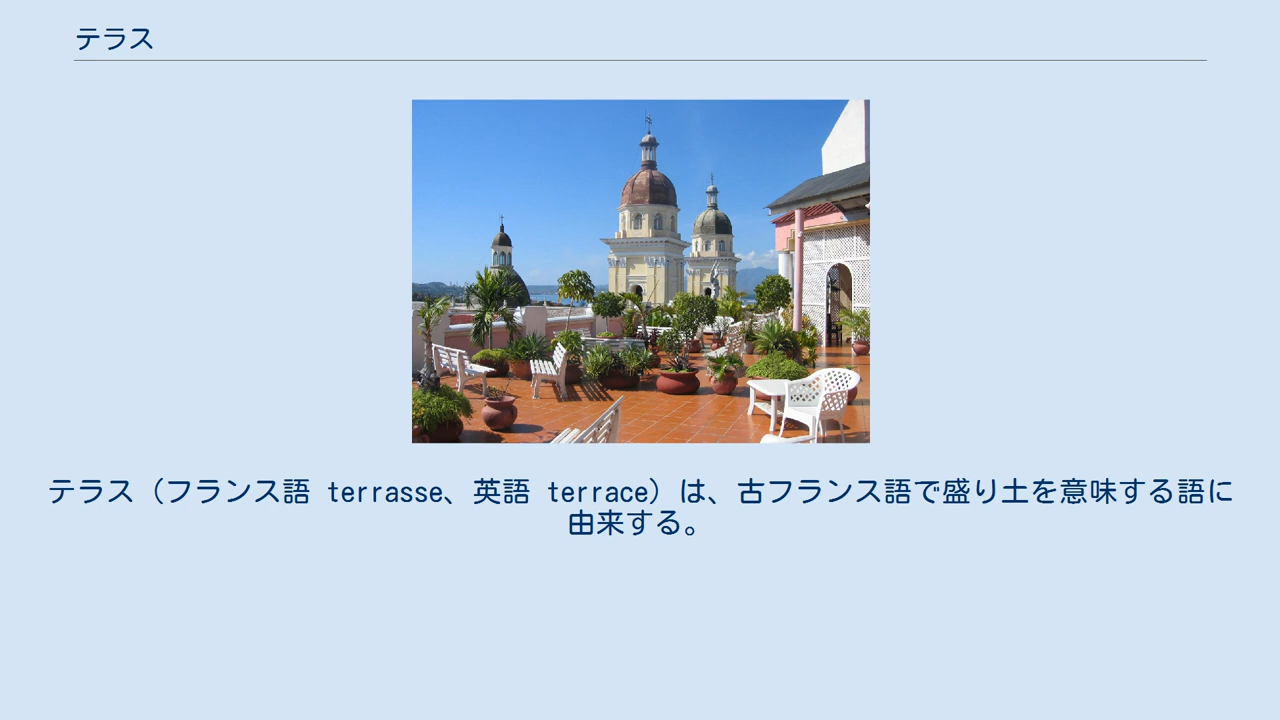 テラス
テラス（フランス語 terrasse、英語 terrace）は、古フランス語で盛り土を意味する語に
由来する。